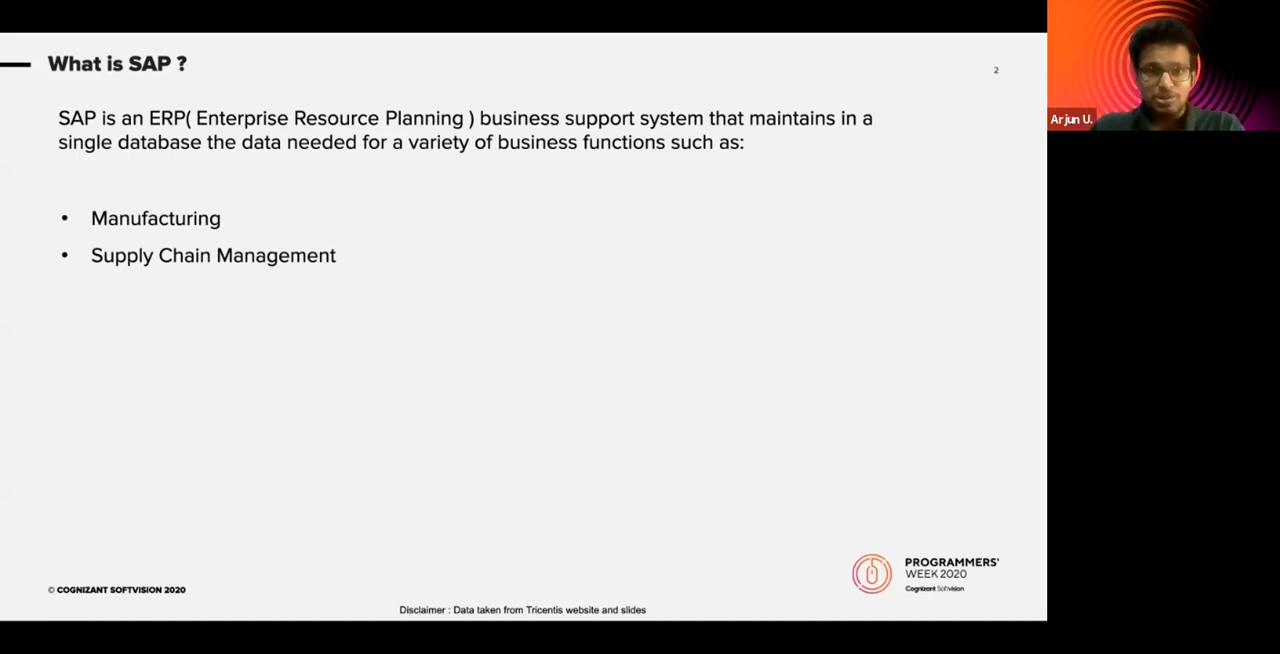 What is SAP ?
2
SAP is an ERP( Enterprise Resource Planning ) business support system that maintains in a
single database the data needed for a variety of business functions such as:
• Manufacturing
• Supply Chain Management
Arjun U.
PROGRAMMERS'
WEEK 2020
Cognizant Softvision
© COGNIZANT SOFTVISION 2020
Disclaimer : Data taken from Tricentis website and slides